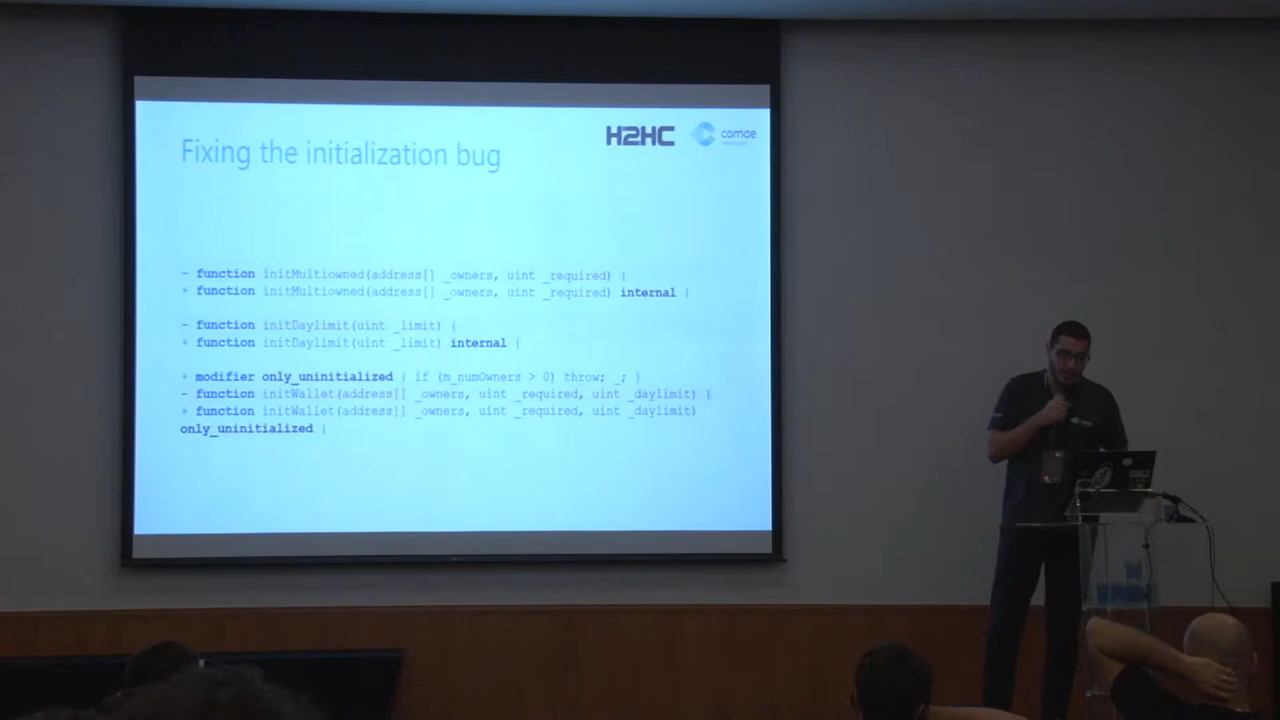 H2HC
comae
Fixing the initialization bug
- function initMultiowned(address[] _owners, uint _required) {
+ function initMultiowned(address[] _owners, uint _required) internal {
- function initDaylimit(uint _limit) {
+ function initDaylimit(uint _limit) internal {
+ modifier only_uninitialized { if (m_numOwners > 0) throw; _; }
- function initWallet(address[] _owners, uint _required, uint _daylimit) {
+ function initWallet(address[] _owners, uint _required, uint _daylimit)
only_uninitialized {